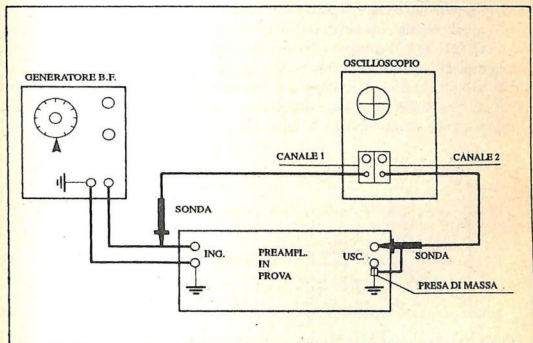 OSCILLOSCOPIO
GENERATORE B.F.
CANALE 1
CANALE 2
SONDA
ING.
PREAMPL.
IN
PROVA
USC.
SONDA
PRESA DI MASSA